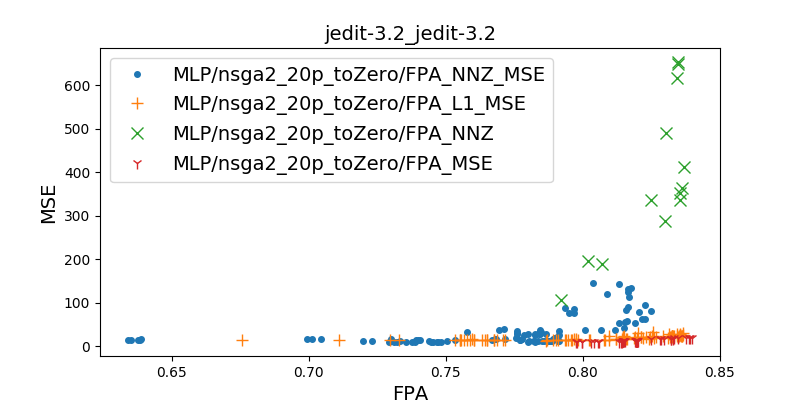 jedit-3.2_jedit-3.2
MLP/nsga2_20p_toZero/FPA_NNZ_MSE
MLP/nsga2_20p_toZero/FPA_L1_MSE
MLP/nsga2_20p_toZero/FPA_NNZ
MLP/nsga2_20p_toZero/FPA_MSE
600
500
400
300
200
100
0
MSE
0.65 0.70 0.75 0.80 0.85
FPA